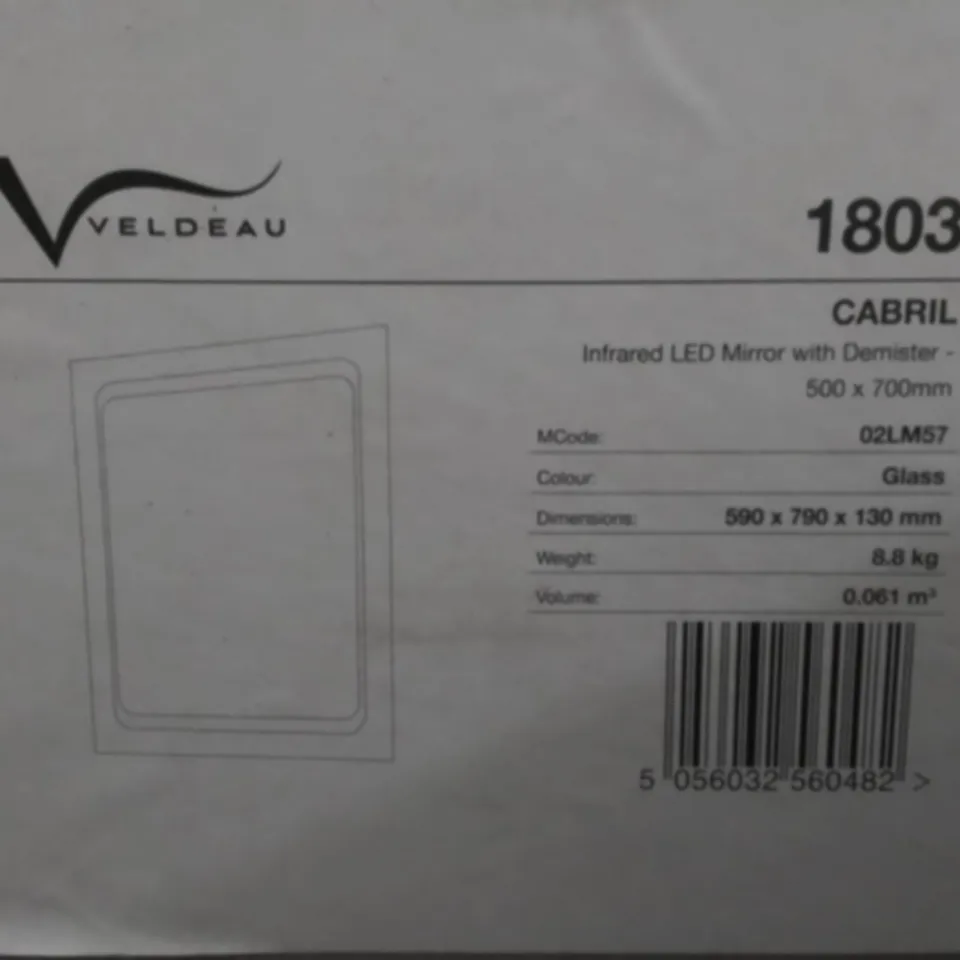 VELDEAU
1803
CABRIL
Infrared LED Mirror with Demister -
500 x 700mm
MCode: 02LM57
Colour: Glass
Dimensions: 590 x 790 x 130 mm
Weight: 8.8 kg
Volume: 0.061 m³
5 056032 560482 >